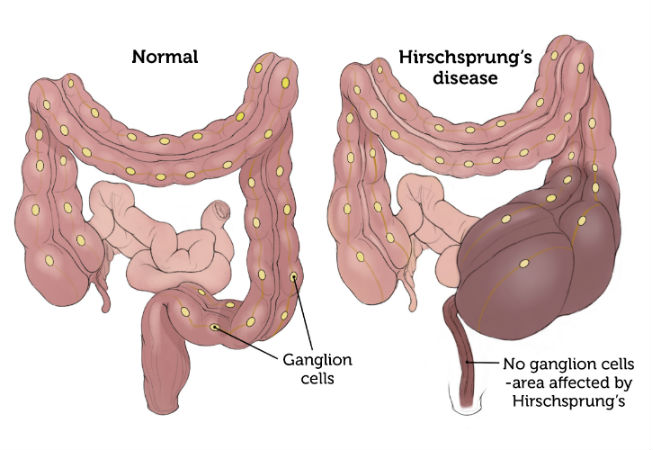 Normal
Hirschsprung's
disease
Ganglion
cells
No ganglion cells
-area affected by
Hirschsprung's